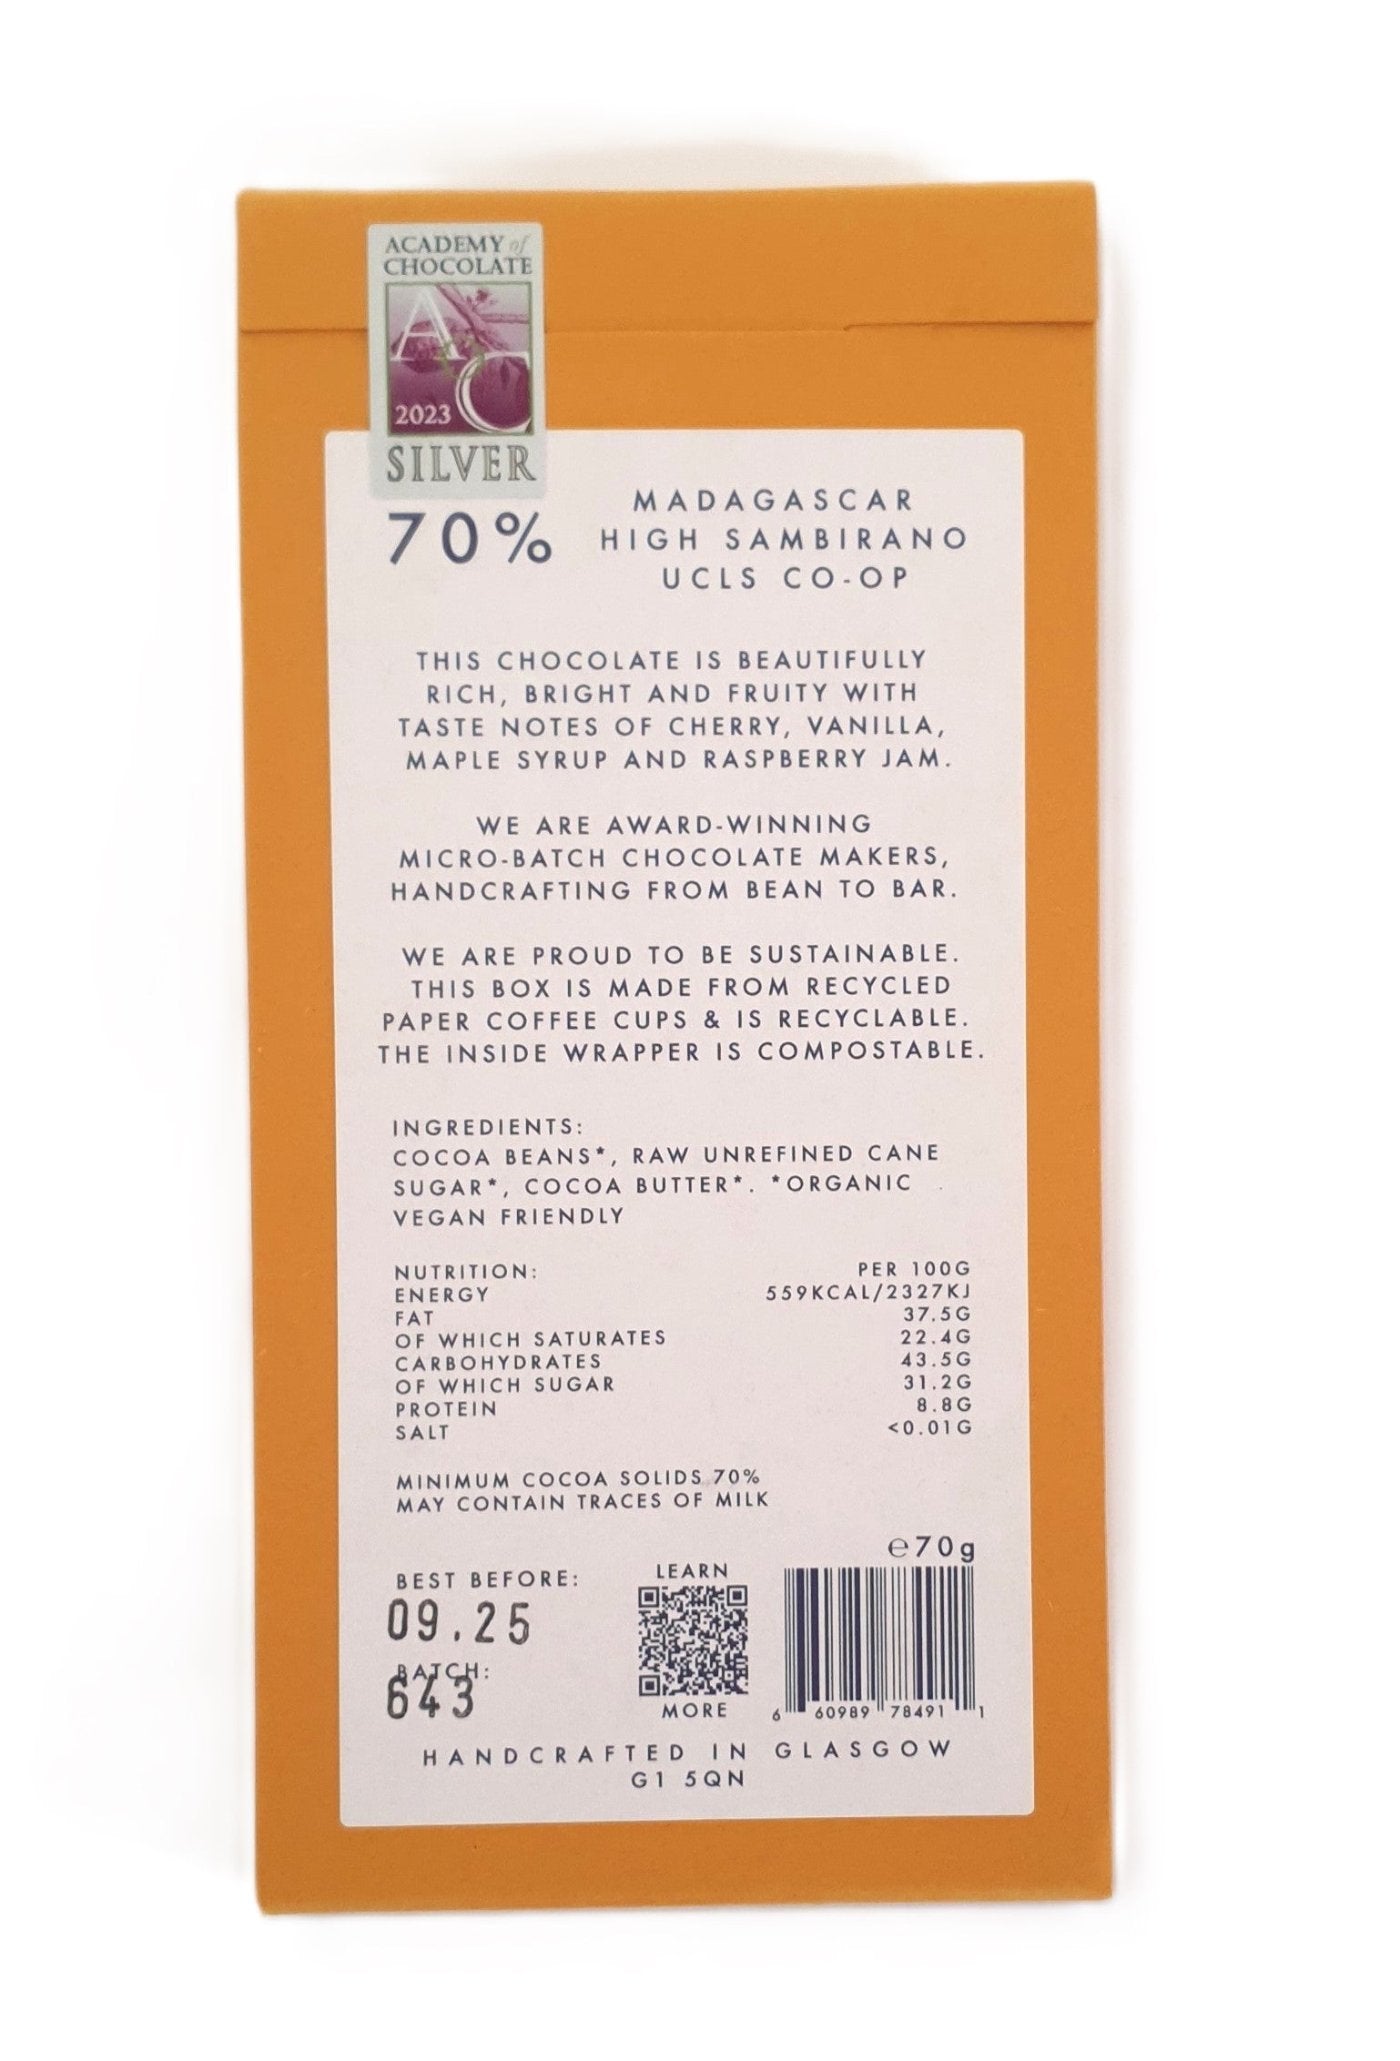 ACADEMY of
CHOCOLATE
A
C
2023
SILVER
70%
MADAGASCAR
HIGH SAMBIRANO
UCLS CO-OP
THIS CHOCOLATE IS BEAUTIFULLY
RICH, BRIGHT AND FRUITY WITH
TASTE NOTES OF CHERRY, VANILLA,
MAPLE SYRUP AND RASPBERRY JAM.
WE ARE AWARD-WINNING
MICRO-BATCH CHOCOLATE MAKERS,
HANDCRAFTING FROM BEAN TO BAR.
WE ARE PROUD TO BE SUSTAINABLE.
THIS BOX IS MADE FROM RECYCLED
PAPER COFFEE CUPS & IS RECYCLABLE.
THE INSIDE WRAPPER IS COMPOSTABLE.
INGREDIENTS:
COCOA BEANS*, RAW UNREFINED CANE
SUGAR*, COCOA BUTTER*. *ORGANIC
VEGAN FRIENDLY
NUTRITION: PER 100G
ENERGY 559KCAL/2327KJ
FAT 37.5G
OF WHICH SATURATES 22.4G
CARBOHYDRATES 43.5G
OF WHICH SUGAR 31.2G
PROTEIN 8.8G
SALT <0.01G
MINIMUM COCOA SOLIDS 70%
MAY CONTAIN TRACES OF MILK
℮70g
BEST BEFORE:
09.25
BATCH:
643
LEARN
MORE
6 60989 78491 1
HANDCRAFTED IN GLASGOW
G1 5QN